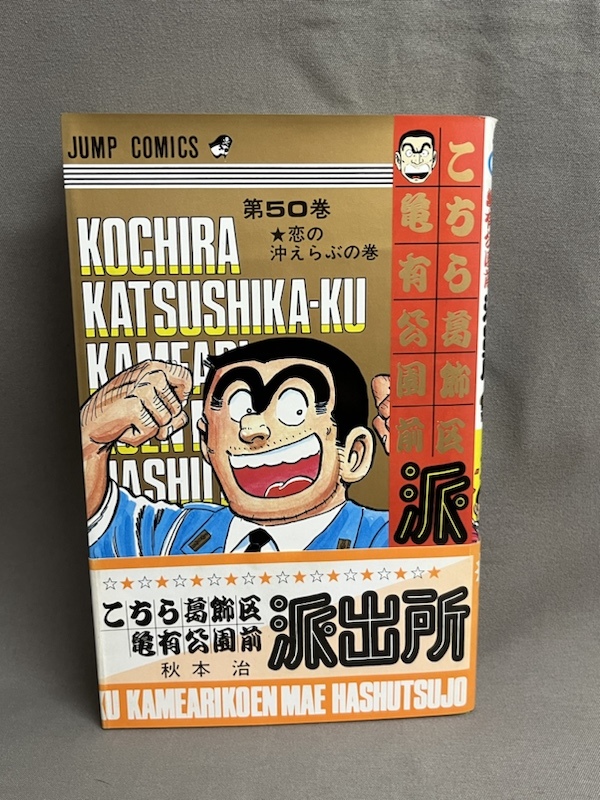 JUMP COMICS
第50巻
★恋の
沖えらぶの巻
KOCHIRA
KATSUSHIKA-KU
KAMEARI
こちら葛飾区
亀有公園前
派
☆★☆★☆★☆★☆★☆★☆★☆★☆★☆★
こちら葛飾区
亀有公園前
派出所
秋本 治
KU KAMEARIKOEN MAE HASHUTSUJO